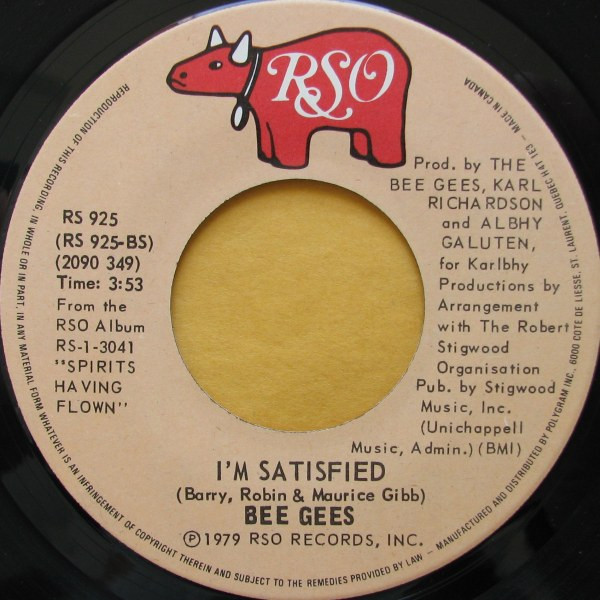 RSO
RS 925
(RS 925-BS)
(2090 349)
Time: 3:53
From the
RSO Album
RS-1-3041
"SPIRITS
HAVING
FLOWN"
Prod. by THE
BEE GEES, KARL
RICHARDSON
and ALBHY
GALUTEN,
for Karlbhy
Productions by
Arrangement
with The Robert
Stigwood
Organisation
Pub. by Stigwood
Music, Inc.
(Unichappell
Music, Admin.) (BMI)
I'M SATISFIED
(Barry, Robin & Maurice Gibb)
BEE GEES
Ⓟ1979 RSO RECORDS, INC.
REPRODUCTION OF THIS RECORDING, IN WHOLE OR IN PART, IN ANY MATERIAL FORM WHATEVER IS AN INFRINGEMENT OF COPYRIGHT THEREIN AND SUBJECT TO THE REMEDIES PROVIDED BY LAW – MANUFACTURED AND DISTRIBUTED BY POLYGRAM INC. 6000 COTE DE LIESSE, ST. LAURENT, QUEBEC H4T 1E3 – MADE IN CANADA